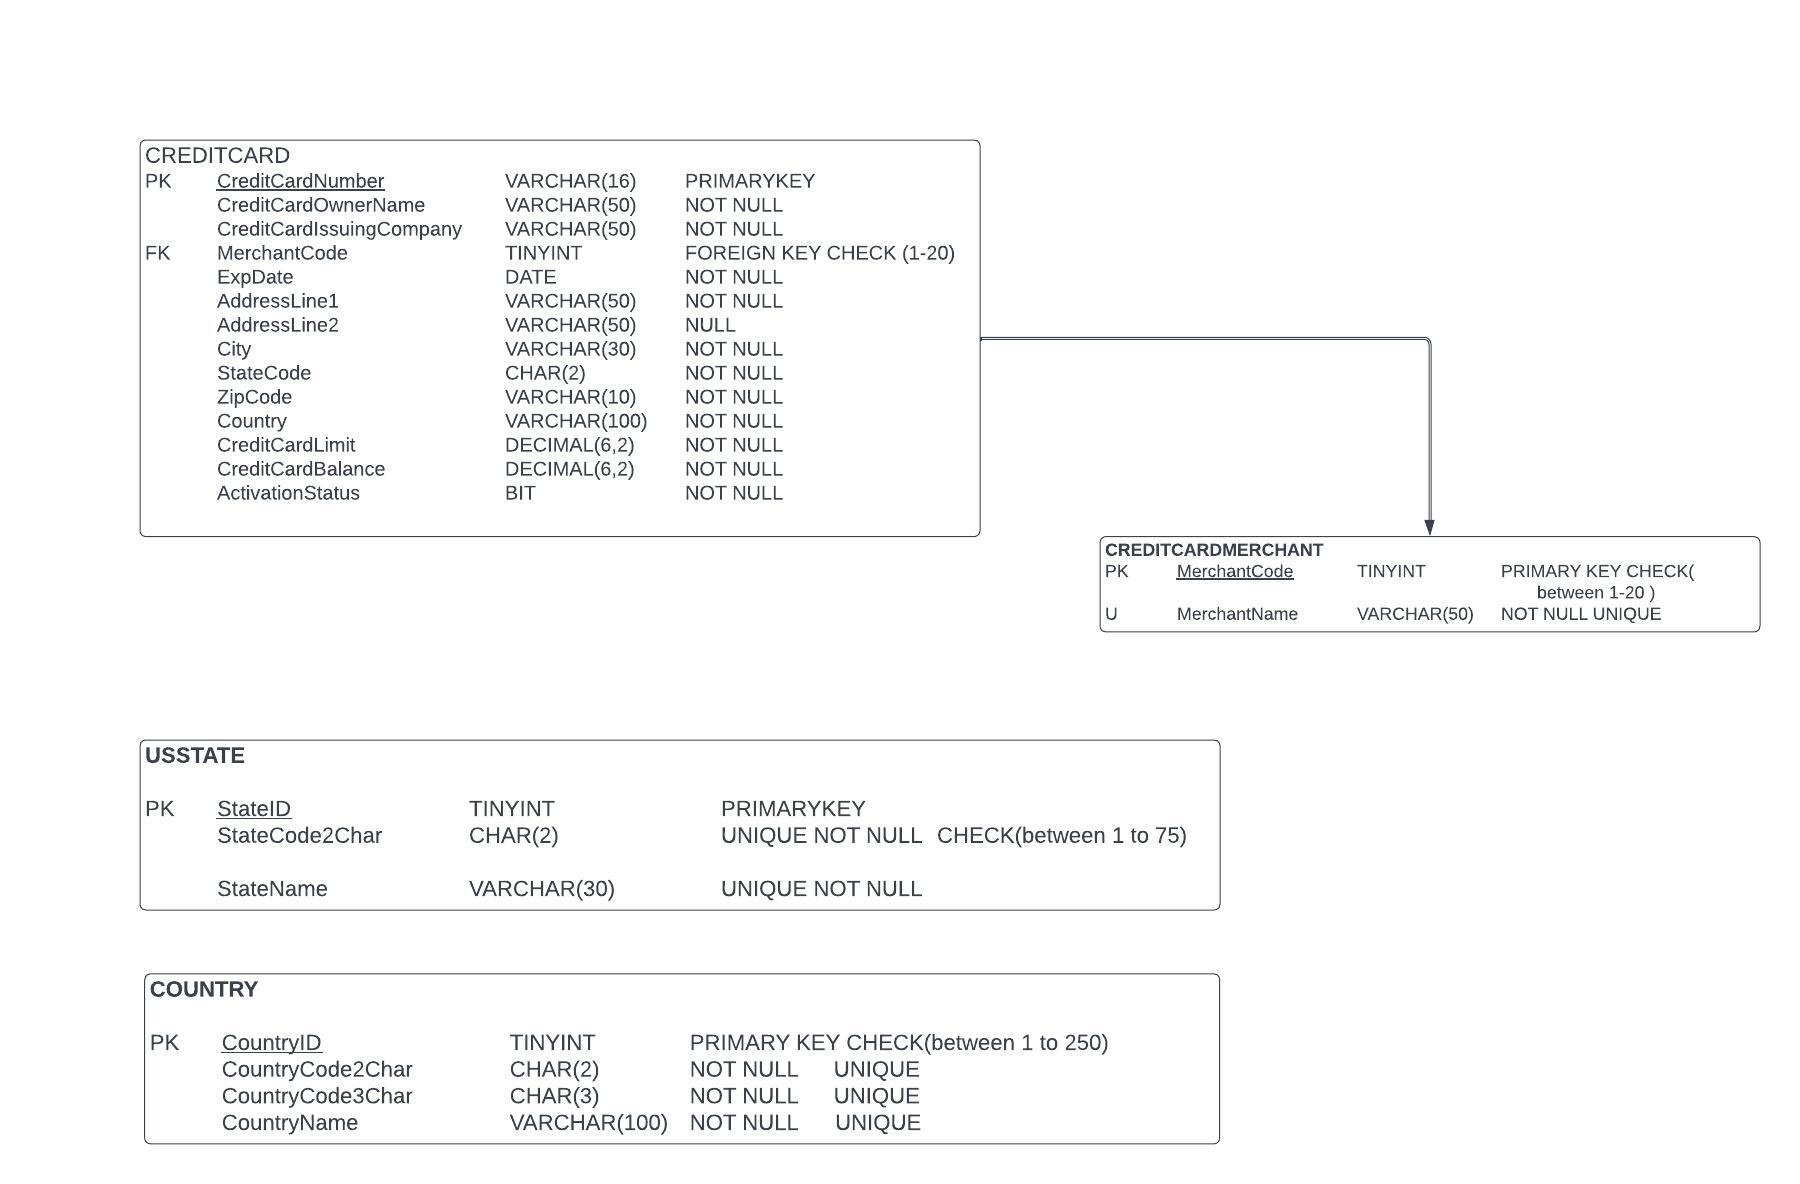 CREDITCARD
PK CreditCardNumber VARCHAR(16) PRIMARYKEY
CreditCardOwnerName VARCHAR(50) NOT NULL
CreditCardIssuingCompany VARCHAR(50) NOT NULL
FK MerchantCode TINYINT FOREIGN KEY CHECK (1-20)
ExpDate DATE NOT NULL
AddressLine1 VARCHAR(50) NOT NULL
AddressLine2 VARCHAR(50) NULL
City VARCHAR(30) NOT NULL
StateCode CHAR(2) NOT NULL
ZipCode VARCHAR(10) NOT NULL
Country VARCHAR(100) NOT NULL
CreditCardLimit DECIMAL(6,2) NOT NULL
CreditCardBalance DECIMAL(6,2) NOT NULL
ActivationStatus BIT NOT NULL
CREDITCARDMERCHANT
PK MerchantCode TINYINT PRIMARY KEY CHECK(
between 1-20 )
U MerchantName VARCHAR(50) NOT NULL UNIQUE
USSTATE
PK StateID TINYINT PRIMARYKEY
StateCode2Char CHAR(2) UNIQUE NOT NULL CHECK(between 1 to 75)
StateName VARCHAR(30) UNIQUE NOT NULL
COUNTRY
PK CountryID TINYINT PRIMARY KEY CHECK(between 1 to 250)
CountryCode2Char CHAR(2) NOT NULL UNIQUE
CountryCode3Char CHAR(3) NOT NULL UNIQUE
CountryName VARCHAR(100) NOT NULL UNIQUE